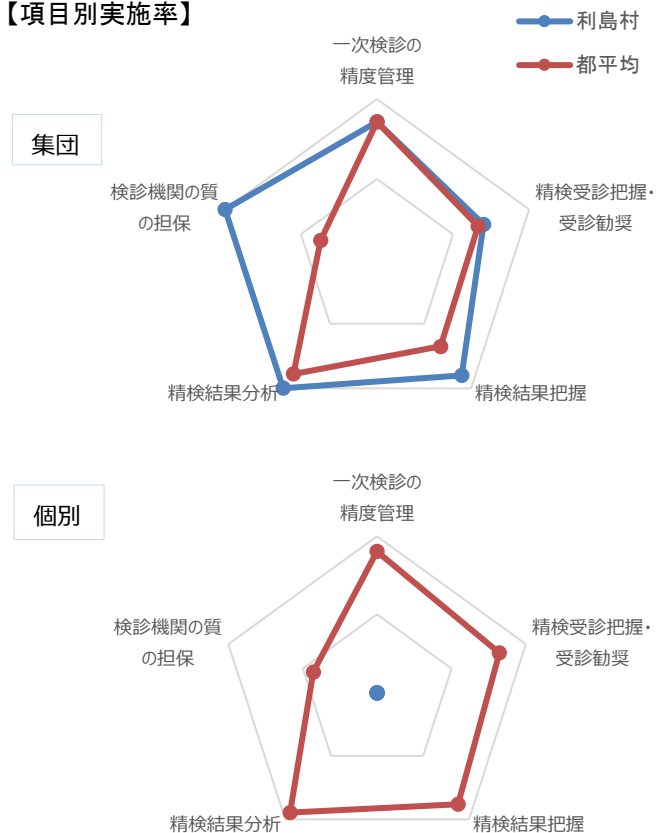 【項目別実施率】
利島村
都平均
集団
一次検診の
精度管理
精検受診把握・
受診勧奨
精検結果把握
精検結果分析
検診機関の質
の担保
個別
一次検診の
精度管理
精検受診把握・
受診勧奨
精検結果把握
精検結果分析
検診機関の質
の担保